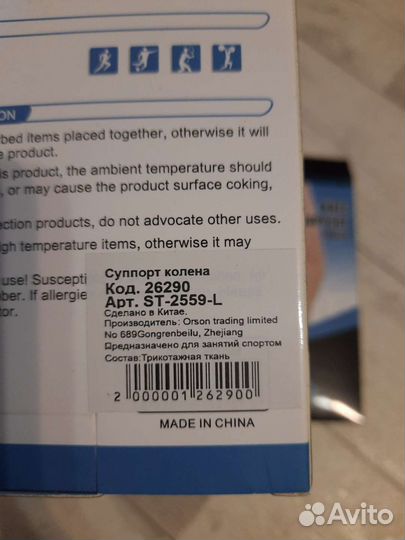 ION
rbed items placed together, otherwise it will
e product.
is product, the ambient temperature should
, or may cause the product surface coking,
ection products, do not advocate other uses.
igh temperature items, otherwise it may
use! Suscepti
ber. If allergie
tor.
Суппорт колена
Код. 26290
Арт. ST-2559-L
Сделано в Китае.
Производитель: Orson trading limited
No 689Gongrenbeilu, Zhejiang
Предназначено для занятий спортом
Состав:Трикотажная ткань
2 000001 262900
MADE IN CHINA
Avito